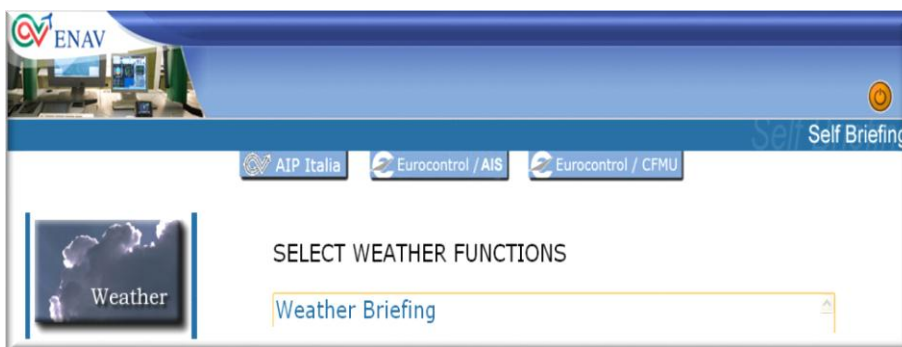 ENAV
Self Briefing
AIP Italia
Eurocontrol / AIS
Eurocontrol / CFMU
SELECT WEATHER FUNCTIONS
Weather
Weather Briefing